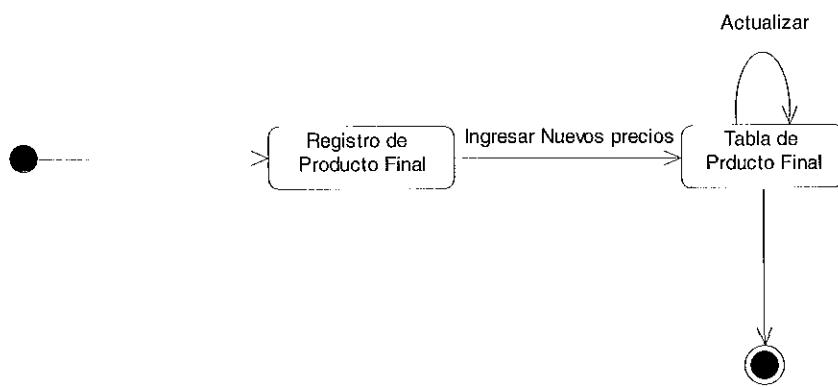 Actualizar
Registro de
Producto Final
Ingresar Nuevos precios
Tabla de
Prducto Final